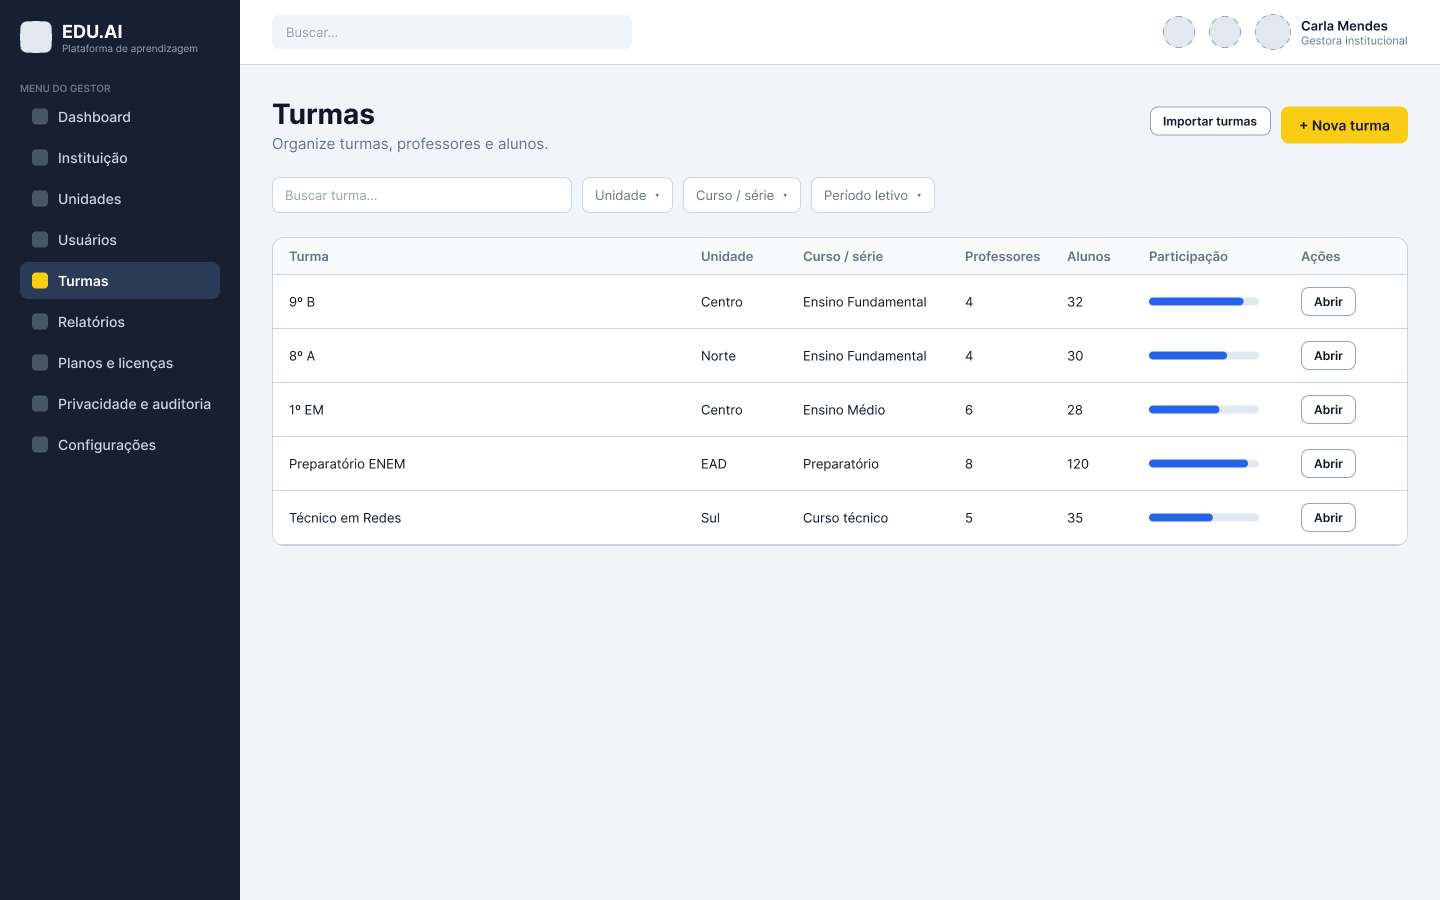 EDU.AI
Plataforma de aprendizagem
MENU DO GESTOR
Dashboard
Instituição
Unidades
Usuários
Turmas
Relatórios
Planos e licenças
Privacidade e auditoria
Configurações
Buscar...
Carla Mendes
Gestora institucional
Turmas
Organize turmas, professores e alunos.
Importar turmas
+ Nova turma
Buscar turma...
Unidade
Curso / série
Período letivo
Turma Unidade Curso / série Professores Alunos Participação Ações
9º B Centro Ensino Fundamental 4 32 Abrir
8º A Norte Ensino Fundamental 4 30 Abrir
1º EM Centro Ensino Médio 6 28 Abrir
Preparatório ENEM EAD Preparatório 8 120 Abrir
Técnico em Redes Sul Curso técnico 5 35 Abrir